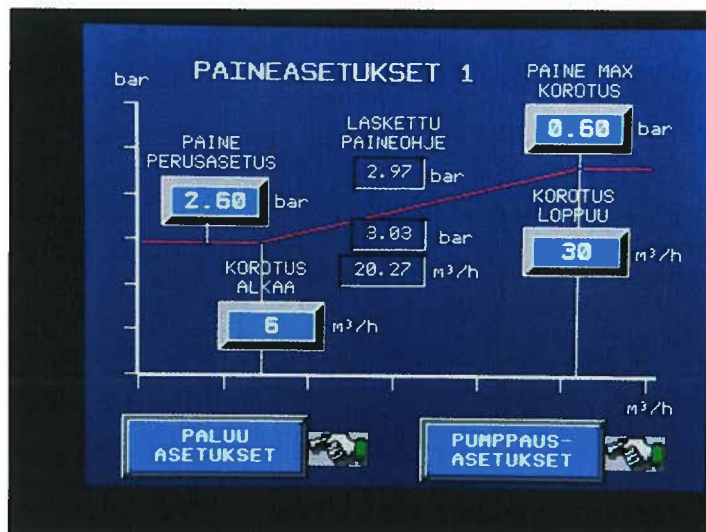 PAINEASETUKSET 1
bar
PAINE MAX
KOROTUS
0.60 bar
LASKETTU
PAINEOHJE
2.97 bar
PAINE
PERUSASETUS
2.60 bar
KOROTUS
LOPPUU
30 m³/h
3.03 bar
20.27 m³/h
KOROTUS
ALKAA
6 m³/h
m³/h
PALUU
ASETUKSET
PUMPPAUS-
ASETUKSET